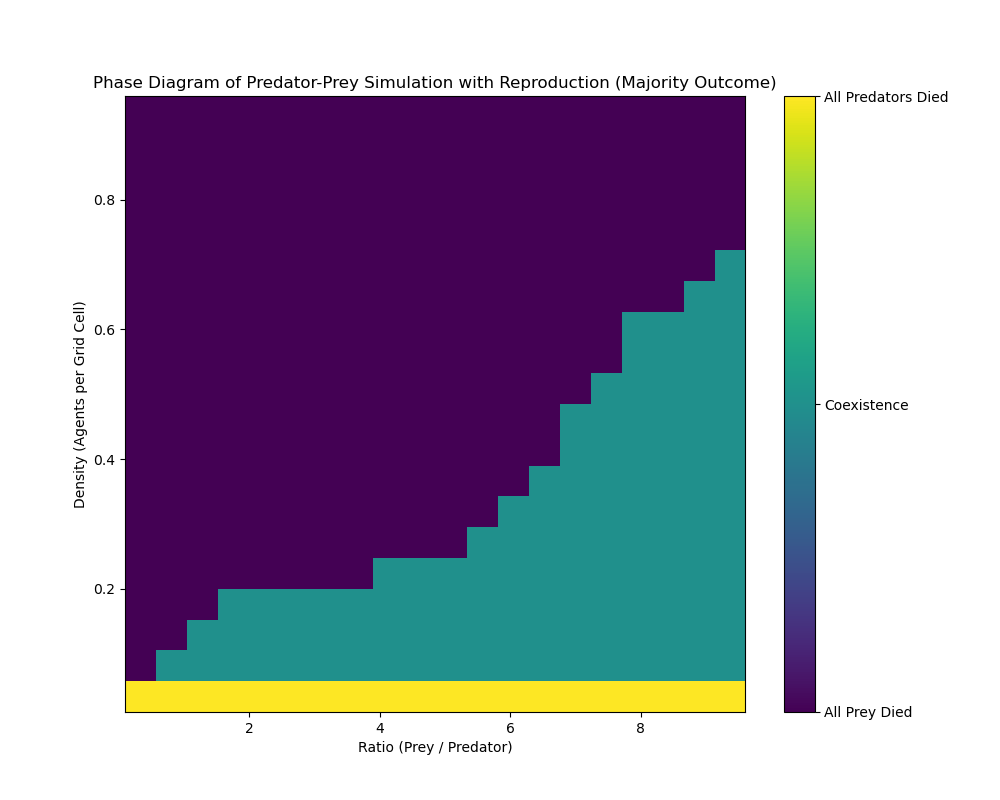 Phase Diagram of Predator-Prey Simulation with Reproduction (Majority Outcome)
All Predators Died
Coexistence
All Prey Died
Density (Agents per Grid Cell)
0.8
0.6
0.4
0.2
2 4 6 8
Ratio (Prey / Predator)